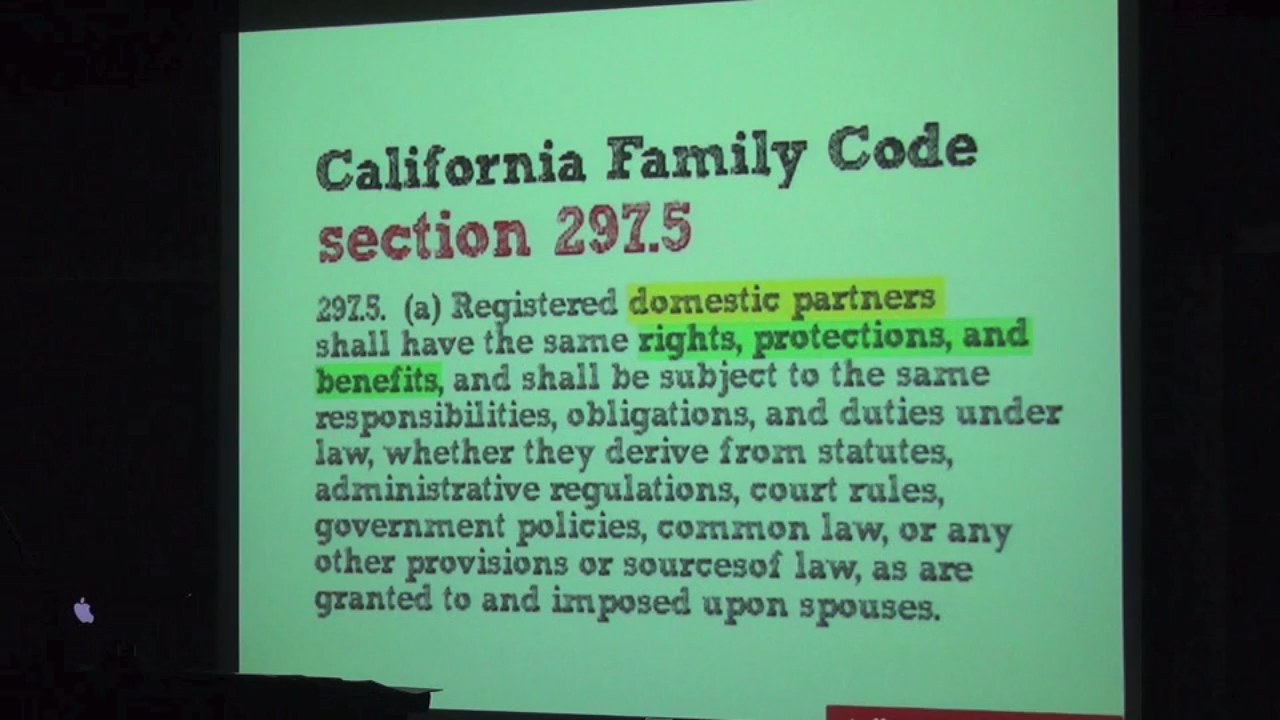 California Family Code
section 297.5
297.5. (a) Registered domestic partners
shall have the same rights, protections, and
benefits, and shall be subject to the same
responsibilities, obligations, and duties under
law, whether they derive from statutes,
administrative regulations, court rules,
government policies, common law, or any
other provisions or sourcesof law, as are
granted to and imposed upon spouses.